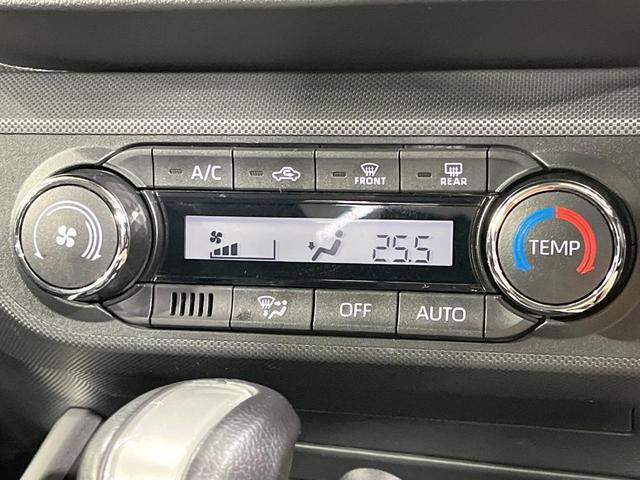 A/C
FRONT
REAR
25.5
TEMP
OFF
AUTO